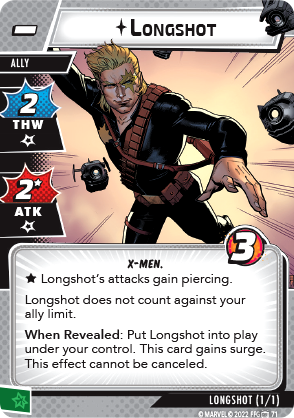 LONGSHOT
ALLY
2
THW
2*
ATK
3
X-MEN.
★ Longshot's attacks gain piercing.
Longshot does not count against your
ally limit.
When Revealed: Put Longshot into play
under your control. This card gains surge.
This effect cannot be canceled.
LONGSHOT (1/1)
© MARVEL © 2022 FFG 71